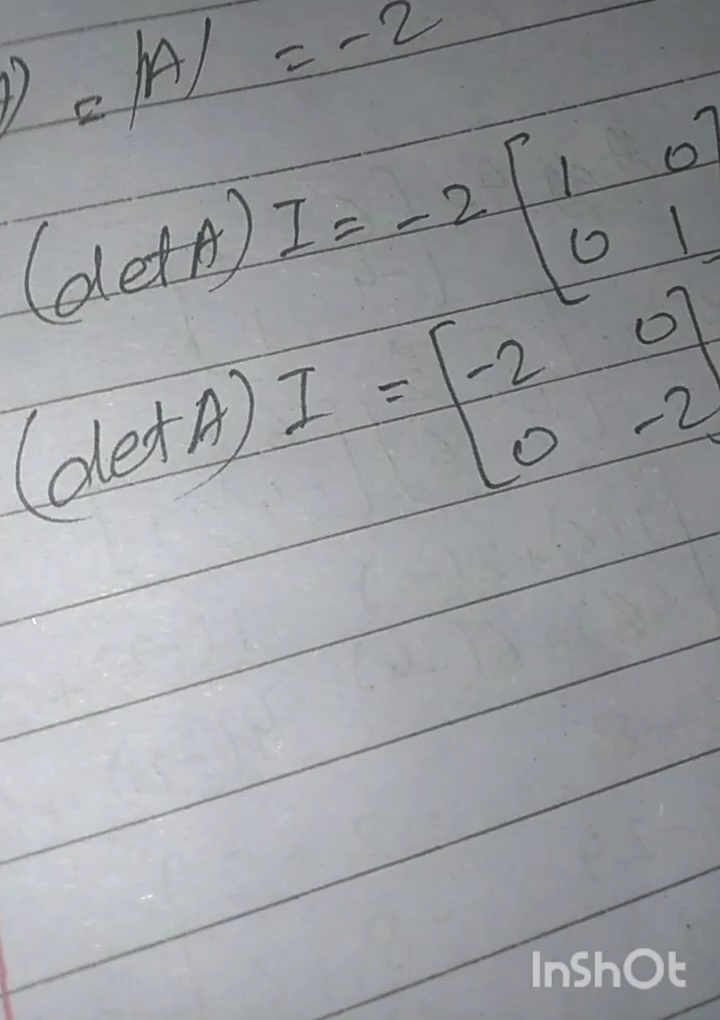 ) = |A| = -2
(det A) I = -2 [1 0
0 1]
(det A) I = [-2 0
0 -2]
InShOt